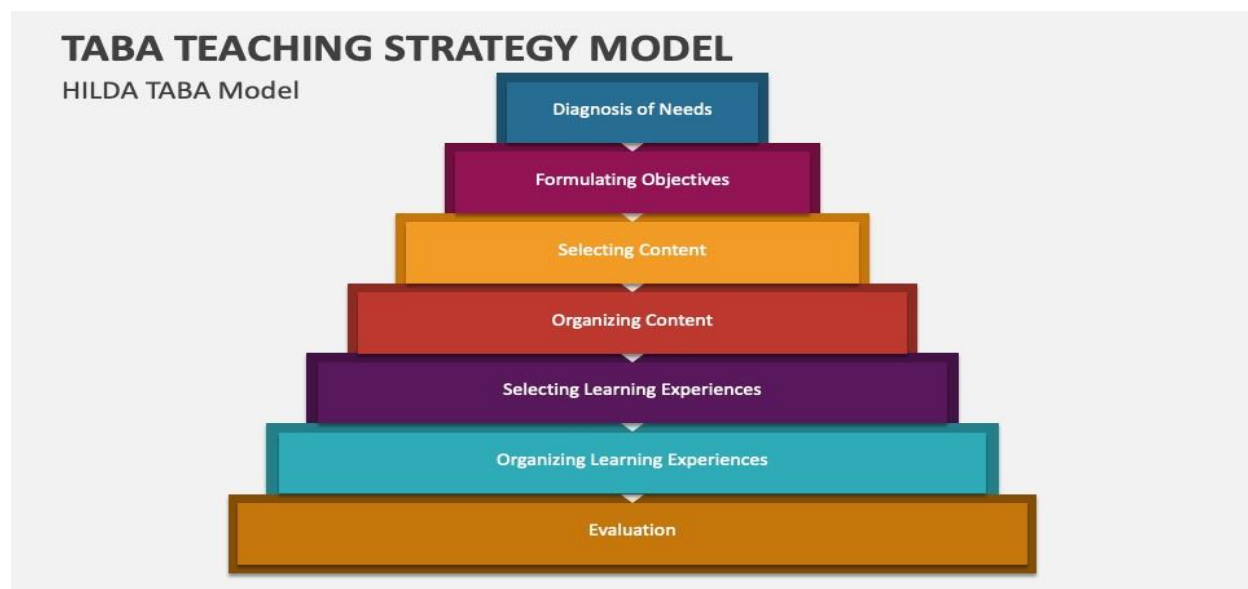 TABA TEACHING STRATEGY MODEL
HILDA TABA Model
Diagnosis of Needs
Formulating Objectives
Selecting Content
Organizing Content
Selecting Learning Experiences
Organizing Learning Experiences
Evaluation